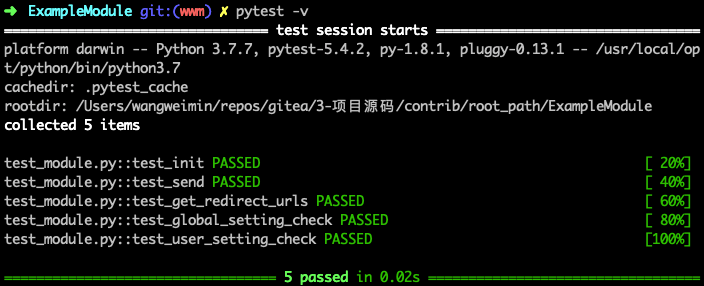 ➜ ExampleModule git:(wwm) ✗ pytest -v
============================= test session starts =============================
platform darwin -- Python 3.7.7, pytest-5.4.2, py-1.8.1, pluggy-0.13.1 -- /usr/local/op
t/python/bin/python3.7
cachedir: .pytest_cache
rootdir: /Users/wangweimin/repos/gitea/3-项目源码/contrib/root_path/ExampleModule
collected 5 items
test_module.py::test_init PASSED [ 20%]
test_module.py::test_send PASSED [ 40%]
test_module.py::test_get_redirect_urls PASSED [ 60%]
test_module.py::test_global_setting_check PASSED [ 80%]
test_module.py::test_user_setting_check PASSED [100%]
============================== 5 passed in 0.02s ==============================